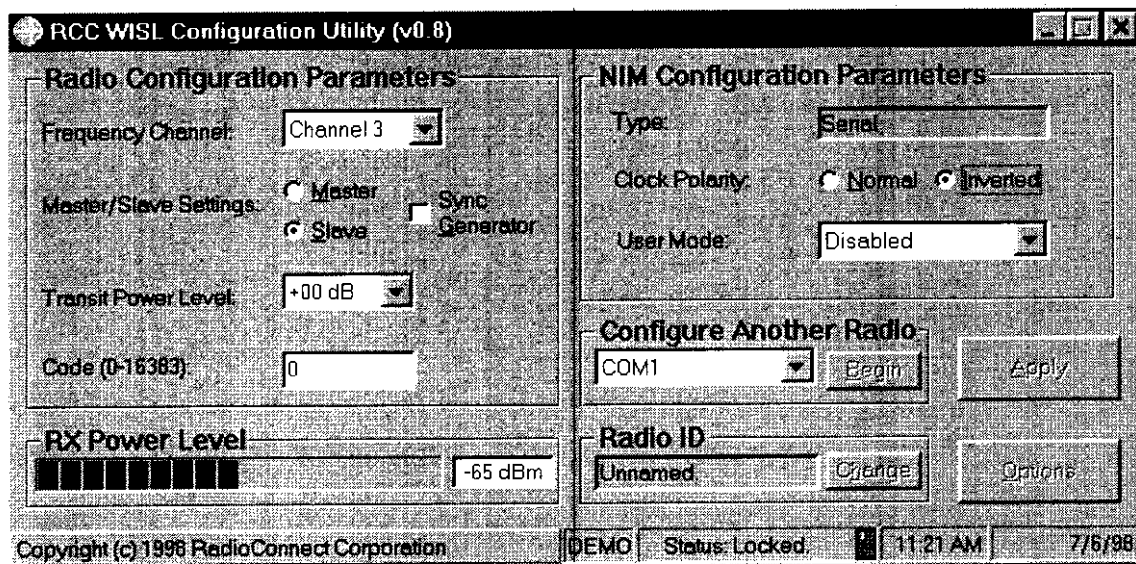 RCC WISL Configuration Utility (v0.8)
Radio Configuration Parameters
Frequency Channel: Channel 3
Master/Slave Settings: Master
Slave
Sync Generator
Transit Power Level: +00 dB
Code (0-16383): 0
RX Power Level
-65 dBm
NIM Configuration Parameters
Type: Serial
Clock Polarity: Normal Inverted
User Mode: Disabled
Configure Another Radio
COM1 Begin
Apply
Radio ID
Unnamed. Change
Options
Copyright (c) 1998 RadioConnect Corporation DEMO Status: Locked. 11:21 AM 7/6/98